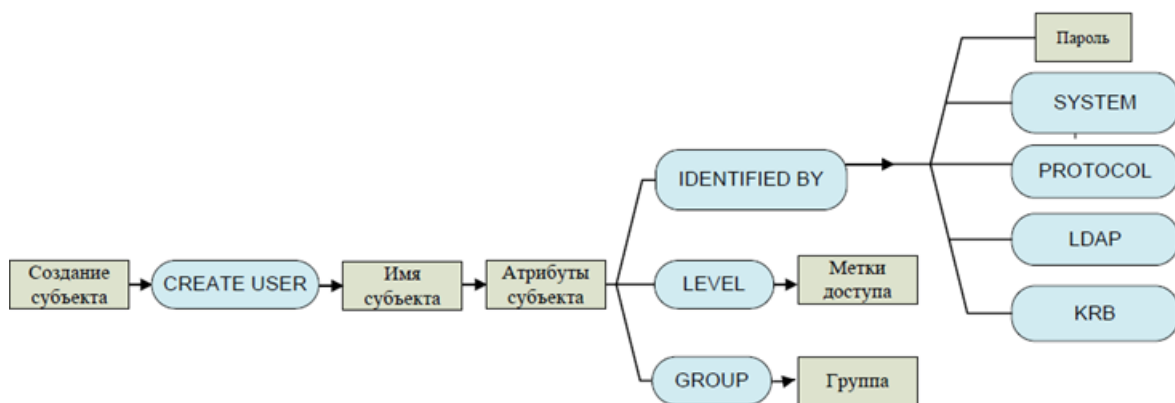 Создание
субъекта
CREATE USER
Имя
субъекта
Атрибуты
субъекта
IDENTIFIED BY
Пароль
SYSTEM
PROTOCOL
LDAP
KRB
LEVEL
Метки
доступа
GROUP
Группа